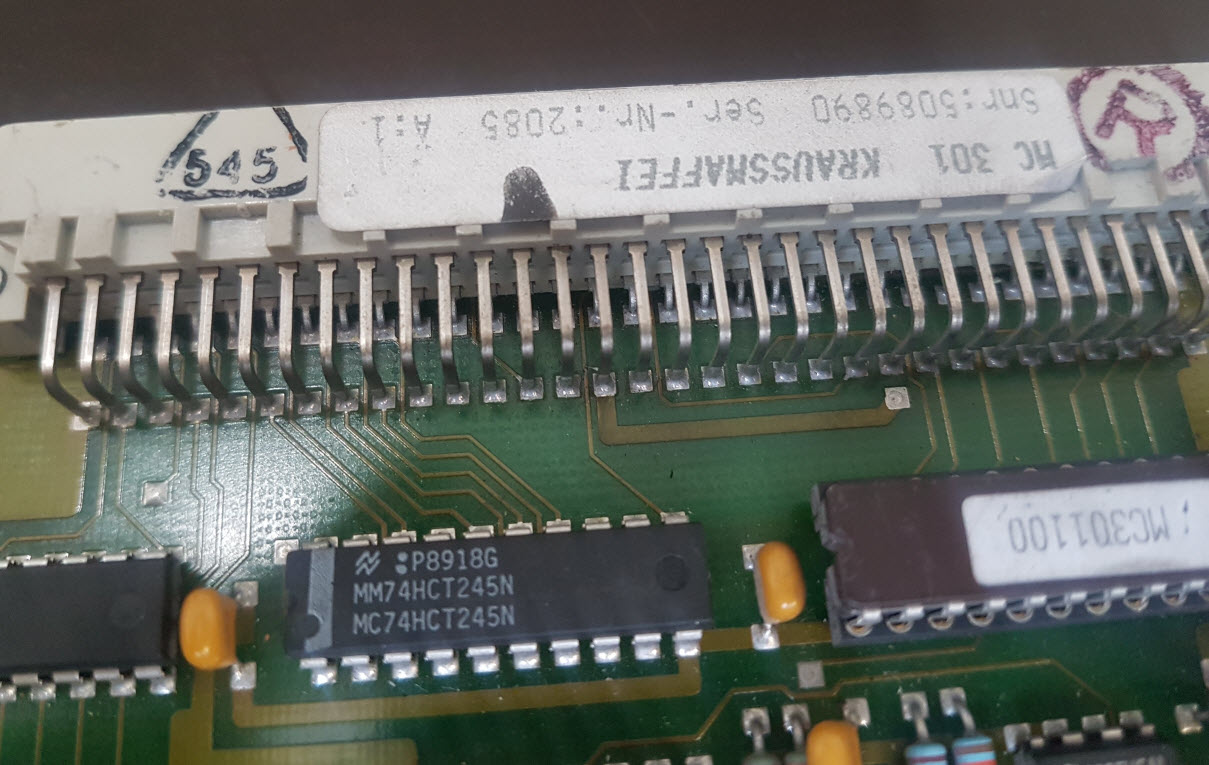 MC 301 KRAUSSMAFFEI
Snr:5089890 Ser.-Nr.:2085 A:1
545
:P8918G
MM74HCT245N
MC74HCT245N
MC301100